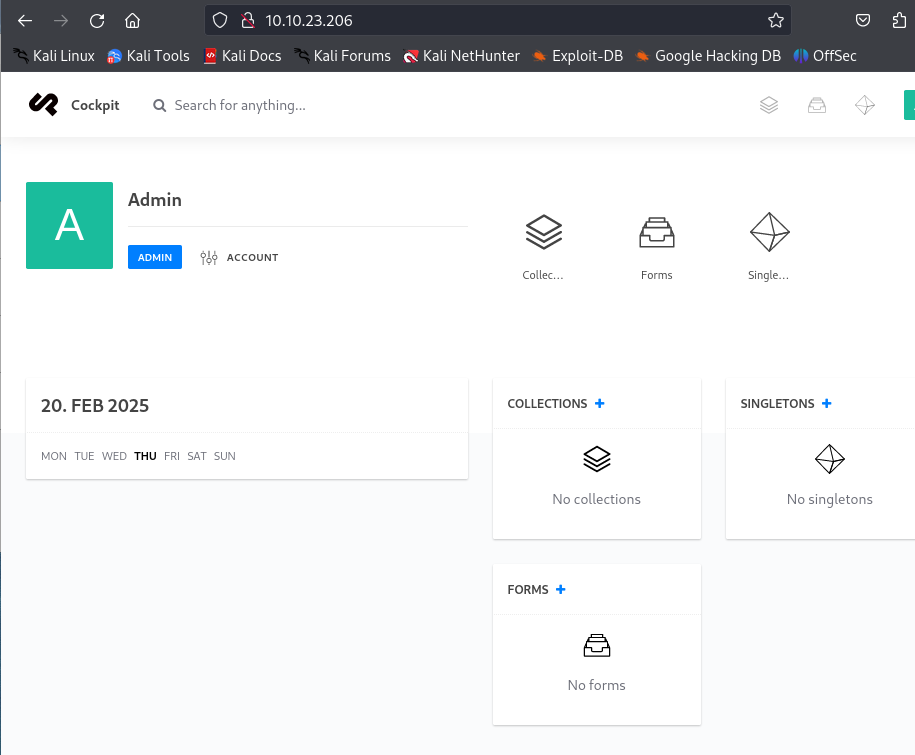 10.10.23.206
Kali Linux Kali Tools Kali Docs Kali Forums Kali NetHunter Exploit-DB Google Hacking DB OffSec
Cockpit Search for anything...
A
Admin
ADMIN ACCOUNT
Collec... Forms Single...
20. FEB 2025
MON TUE WED THU FRI SAT SUN
COLLECTIONS +
No collections
SINGLETONS +
No singletons
FORMS +
No forms